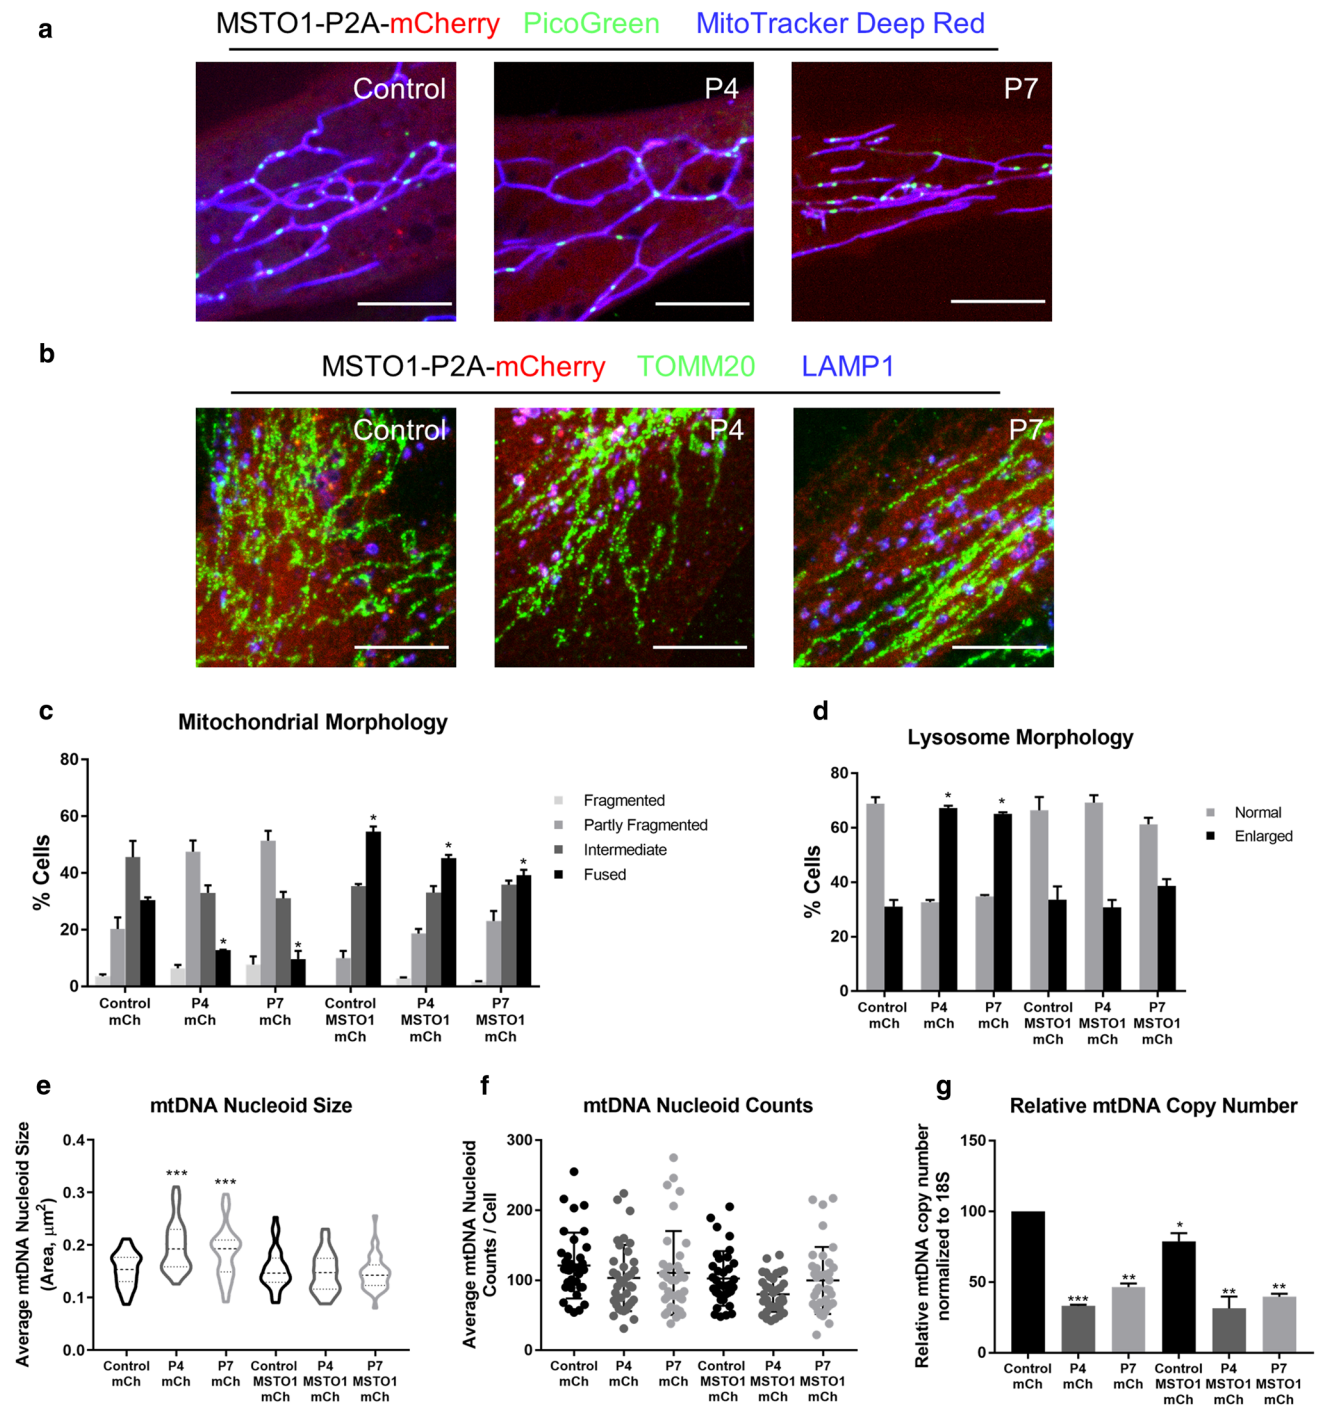 a
MSTO1-P2A-mCherry PicoGreen MitoTracker Deep Red
Control P4 P7
b
MSTO1-P2A-mCherry TOMM20 LAMP1
Control P4 P7
c
Mitochondrial Morphology
% Cells
80
60
40
20
0
* * * * *
Fragmented
Partly Fragmented
Intermediate
Fused
Control mCh
P4 mCh
P7 mCh
Control MSTO1 mCh
P4 MSTO1 mCh
P7 MSTO1 mCh
d
Lysosome Morphology
% Cells
80
60
40
20
0
* *
Normal
Enlarged
Control mCh
P4 mCh
P7 mCh
Control MSTO1 mCh
P4 MSTO1 mCh
P7 MSTO1 mCh
e
mtDNA Nucleoid Size
Average mtDNA Nucleoid Size
(Area, μm2)
0.4
0.3
0.2
0.1
0.0
*** ***
Control mCh
P4 mCh
P7 mCh
Control MSTO1 mCh
P4 MSTO1 mCh
P7 MSTO1 mCh
f
mtDNA Nucleoid Counts
Average mtDNA Nucleoid
Counts / Cell
300
200
100
0
Control mCh
P4 mCh
P7 mCh
Control MSTO1 mCh
P4 MSTO1 mCh
P7 MSTO1 mCh
g
Relative mtDNA Copy Number
Relative mtDNA copy number
normalized to 18S
150
100
50
0
*** ** * ** **
Control mCh
P4 mCh
P7 mCh
Control MSTO1 mCh
P4 MSTO1 mCh
P7 MSTO1 mCh